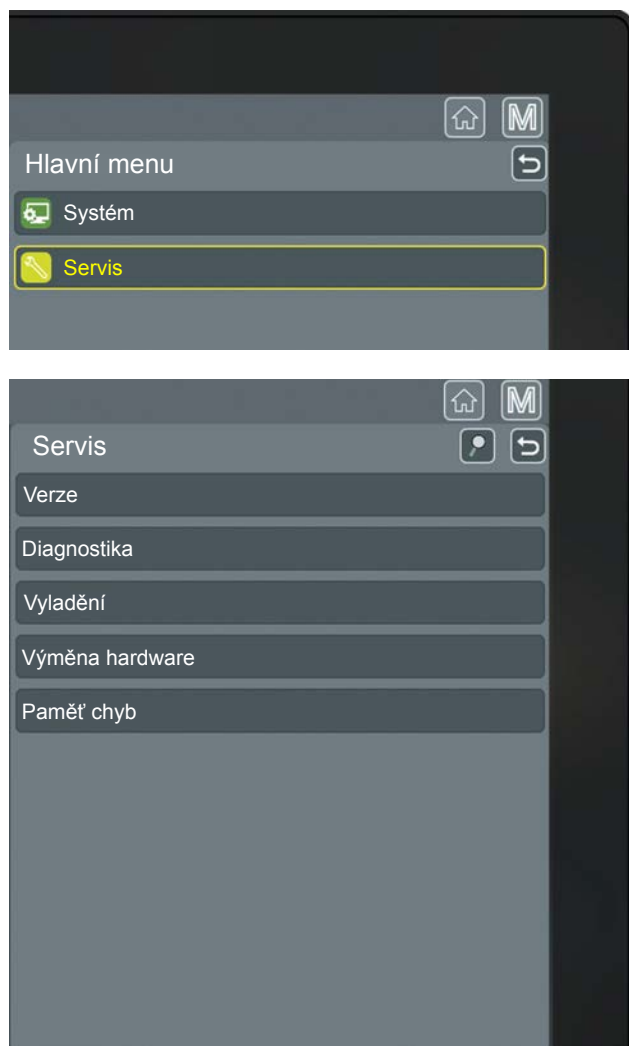 M
Hlavní menu
Systém
Servis
M
Servis
Verze
Diagnostika
Vyladění
Výměna hardware
Paměť chyb